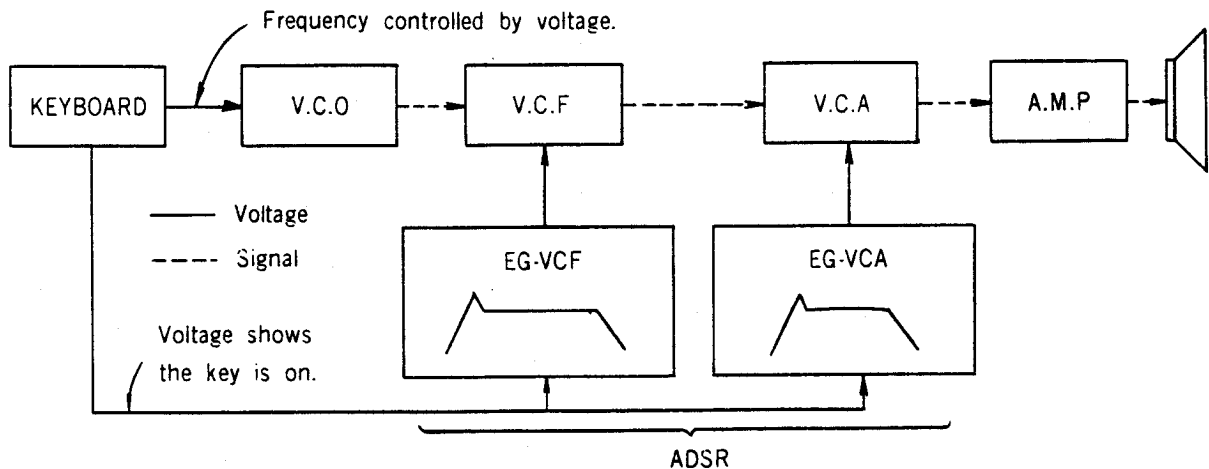 Frequency controlled by voltage.
KEYBOARD
V.C.O
V.C.F
V.C.A
A.M.P
Voltage
Signal
EG-VCF
EG-VCA
Voltage shows
the key is on.
ADSR